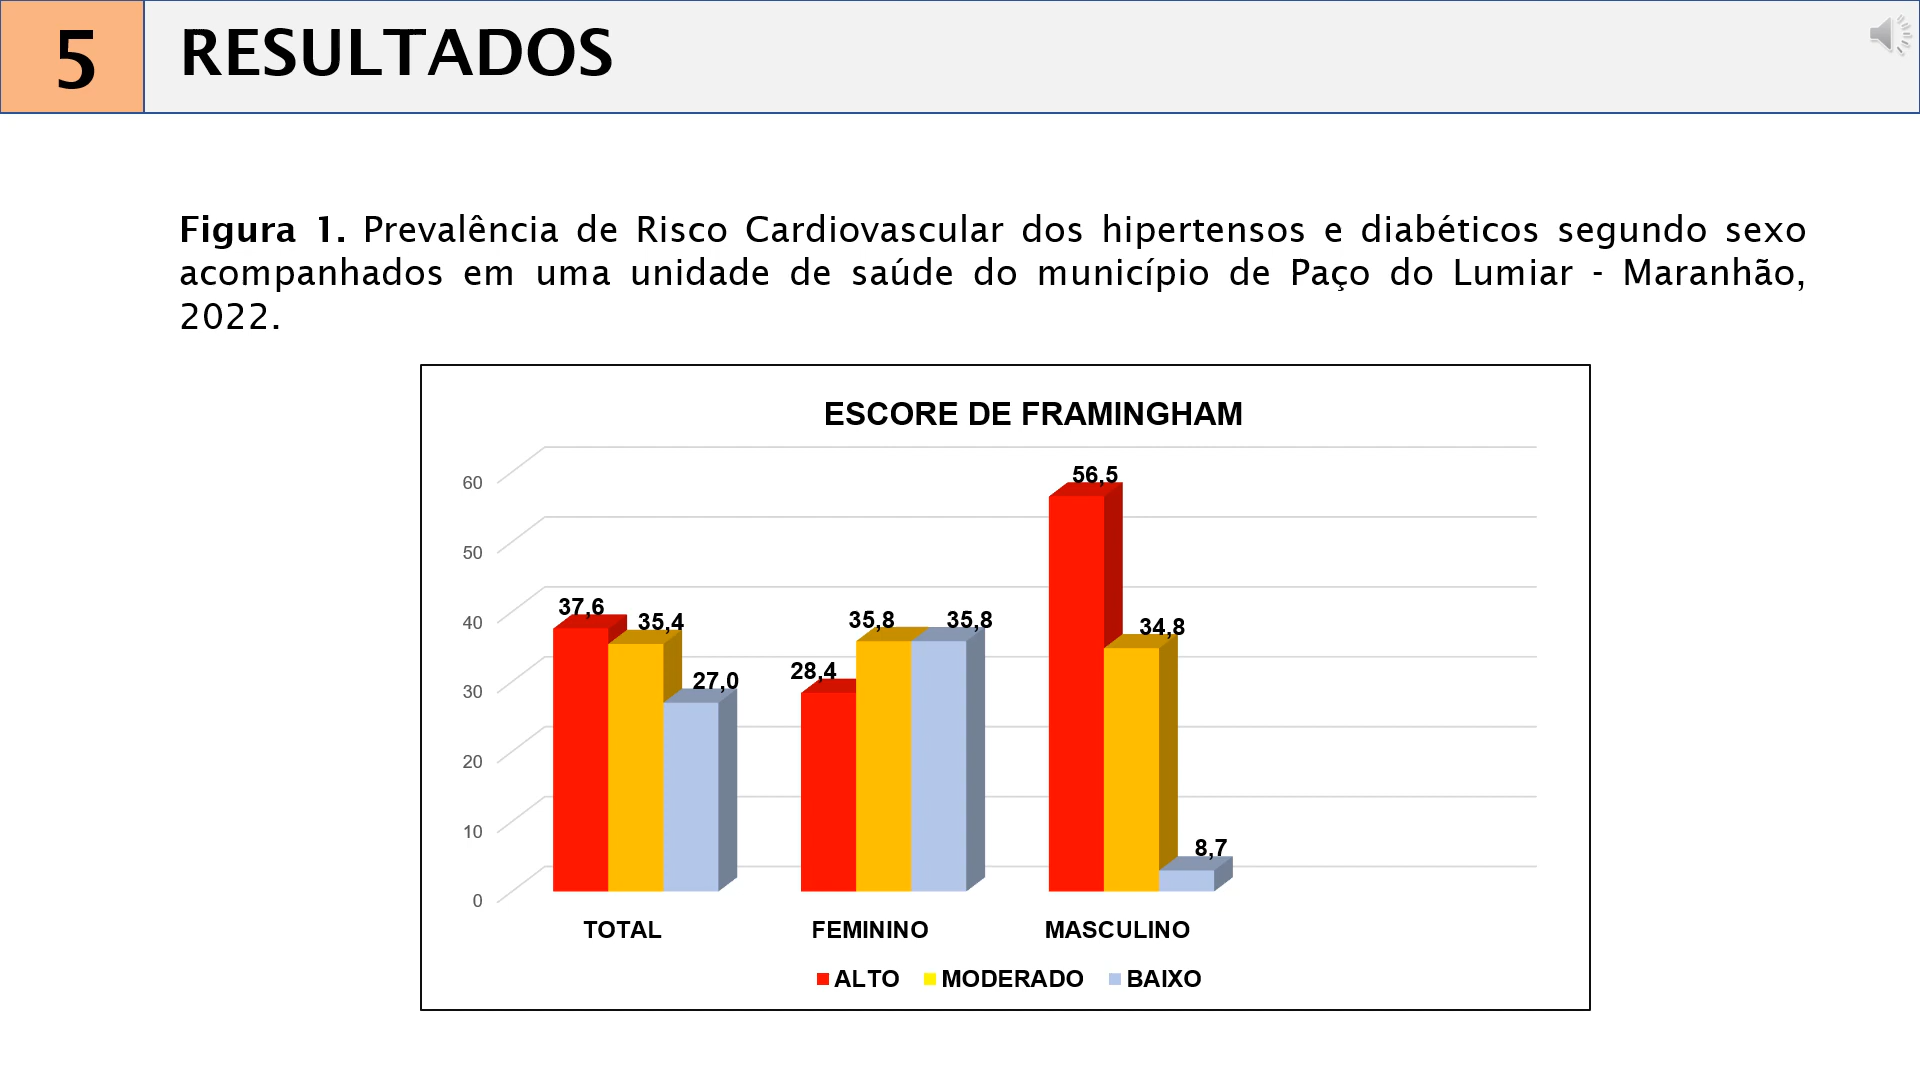 5 RESULTADOS
Figura 1. Prevalência de Risco Cardiovascular dos hipertensos e diabéticos segundo sexo
acompanhados em uma unidade de saúde do município de Paço do Lumiar - Maranhão,
2022.
ESCORE DE FRAMINGHAM
60
50
40
30
20
10
0
37,6
35,4
27,0
28,4
35,8
35,8
56,5
34,8
8,7
TOTAL FEMININO MASCULINO
ALTO MODERADO BAIXO